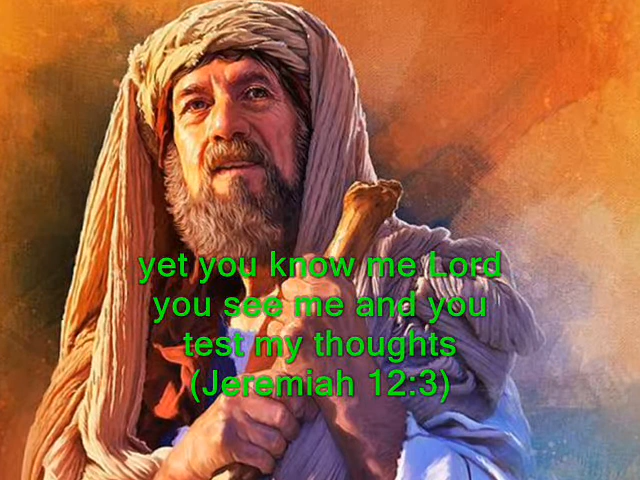 yet you know me Lord
you see me and you
test my thoughts
(Jeremiah 12:3)